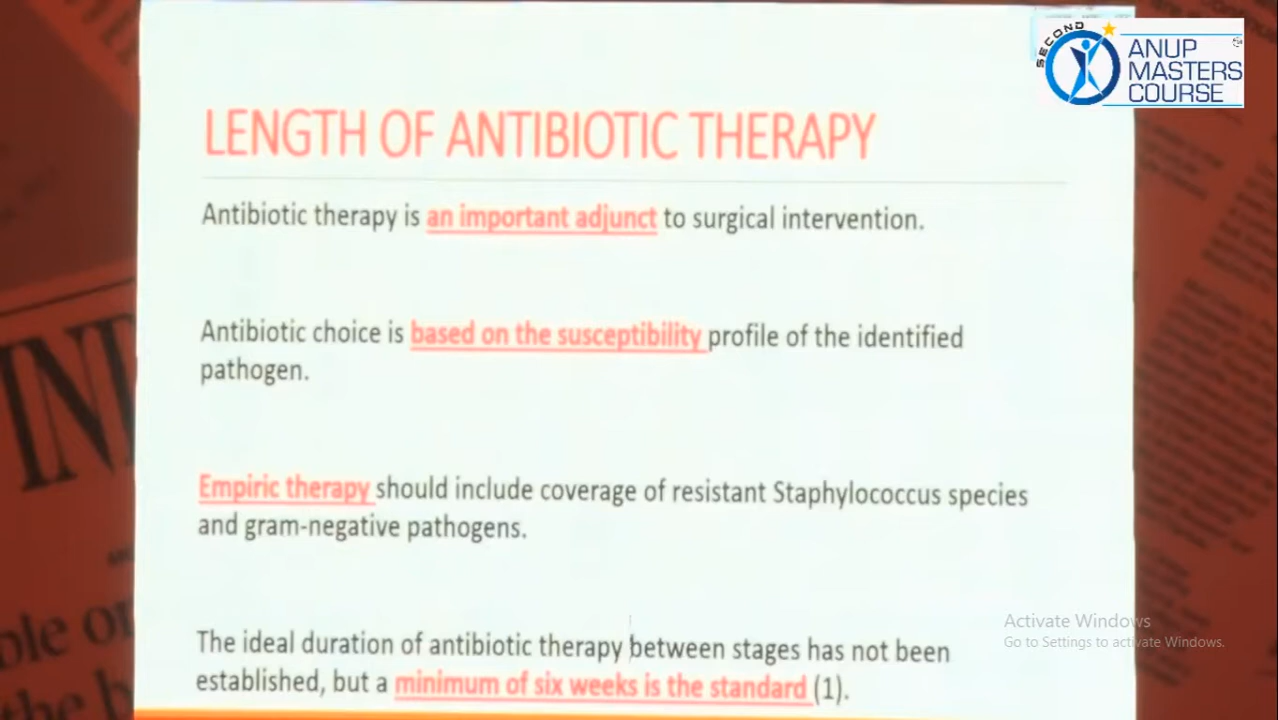 SECOND
ANUP
MASTERS
COURSE
LENGTH OF ANTIBIOTIC THERAPY
Antibiotic therapy is an important adjunct to surgical intervention.
Antibiotic choice is based on the susceptibility profile of the identified
pathogen.
Empiric therapy should include coverage of resistant Staphylococcus species
and gram-negative pathogens.
Activate Windows
Go to Settings to activate Windows.
The ideal duration of antibiotic therapy between stages has not been
established, but a minimum of six weeks is the standard (1).